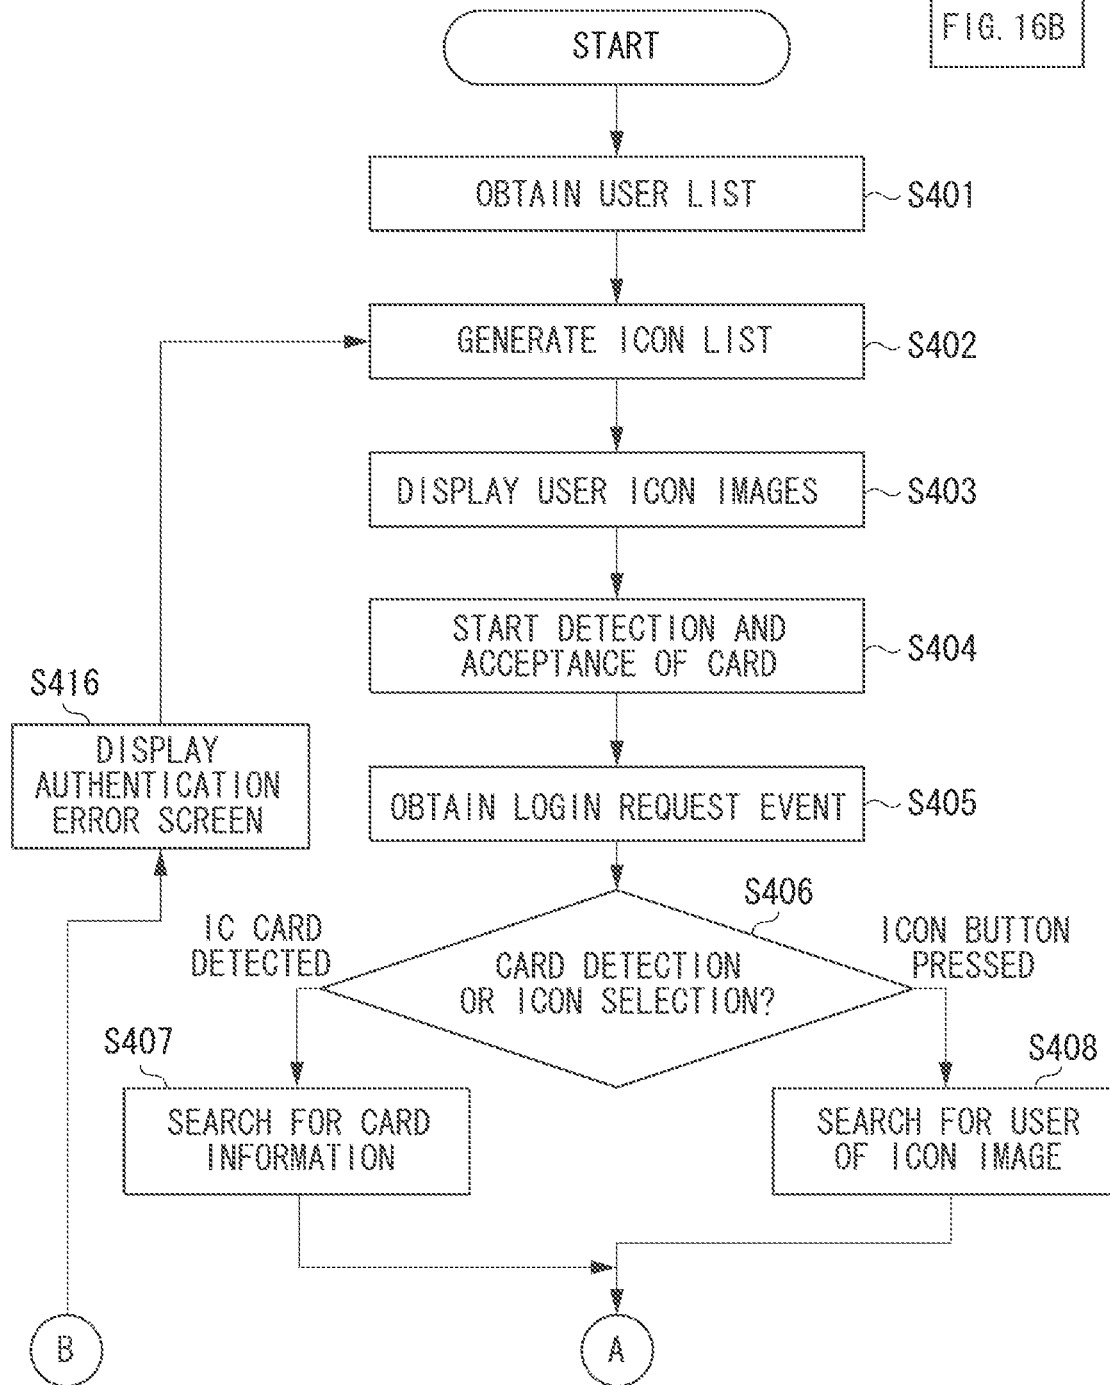 FIG. 16B
START
OBTAIN USER LIST
S401
GENERATE ICON LIST
S402
DISPLAY USER ICON IMAGES
S403
START DETECTION AND
ACCEPTANCE OF CARD
S404
S416
DISPLAY
AUTHENTICATION
ERROR SCREEN
OBTAIN LOGIN REQUEST EVENT
S405
S406
IC CARD
DETECTED
CARD DETECTION
OR ICON SELECTION?
ICON BUTTON
PRESSED
S407
SEARCH FOR CARD
INFORMATION
S408
SEARCH FOR USER
OF ICON IMAGE
B
A